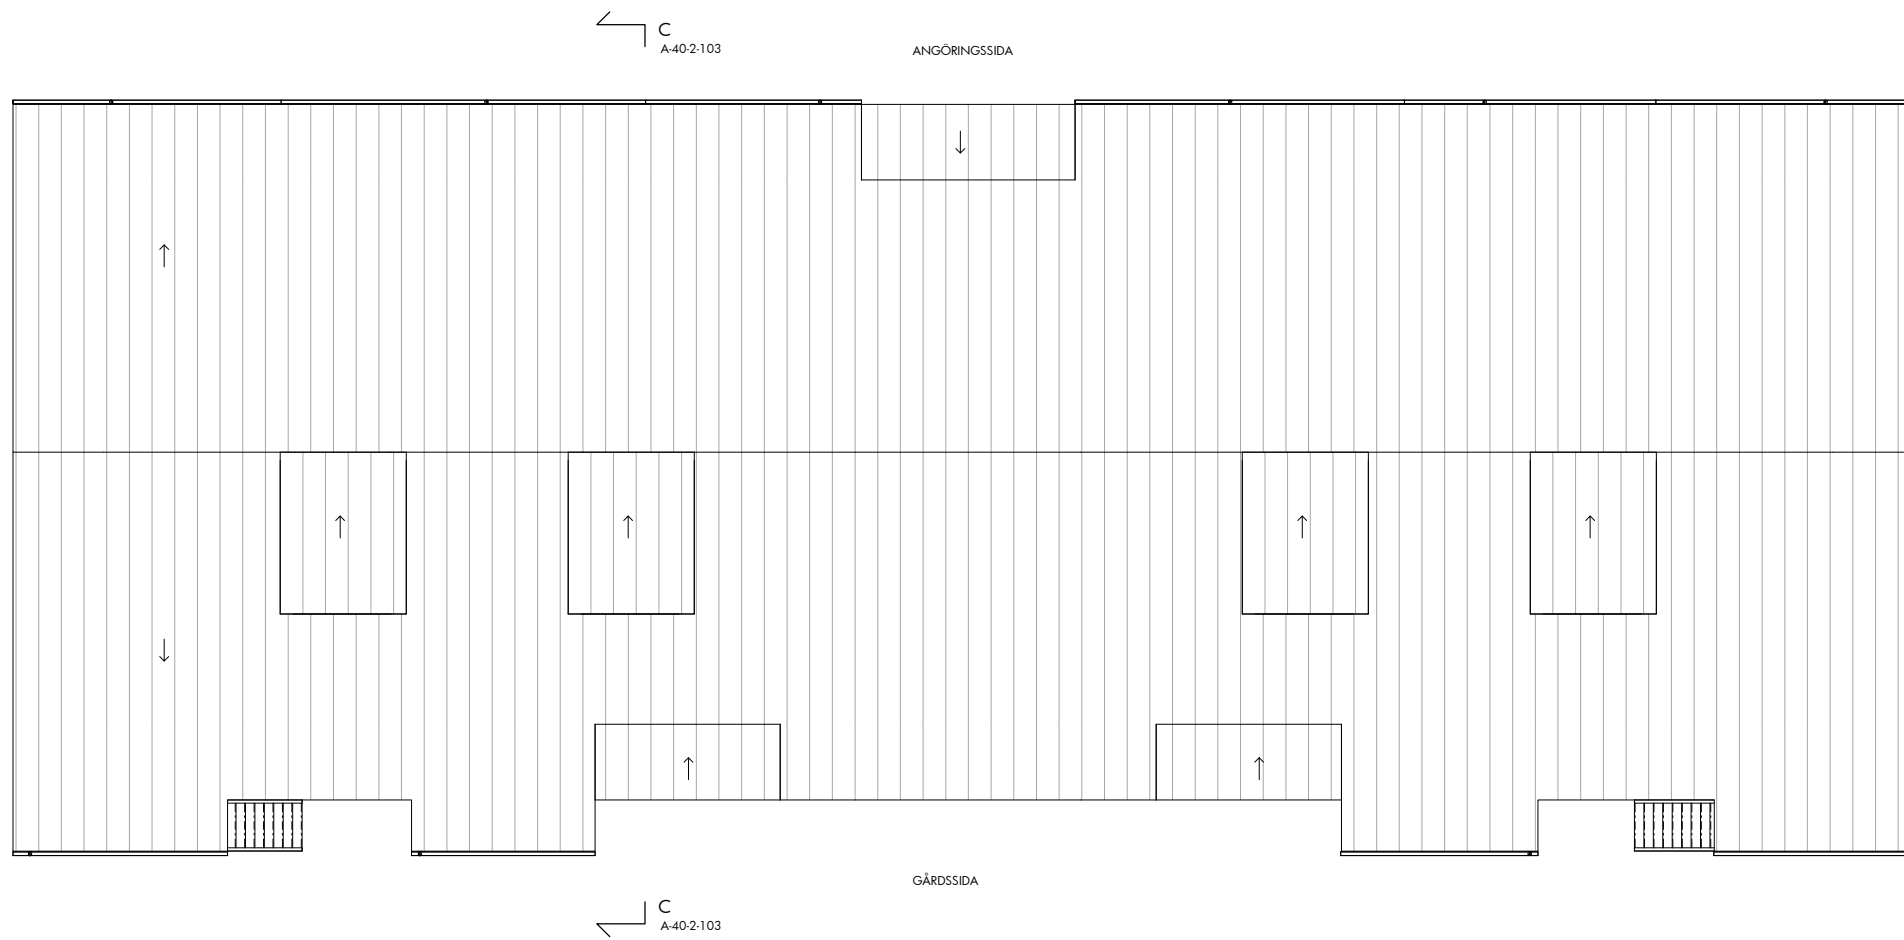 C
A-40-2-103
ANGÖRINGSSIDA
GÅRDSSIDA
C
A-40-2-103